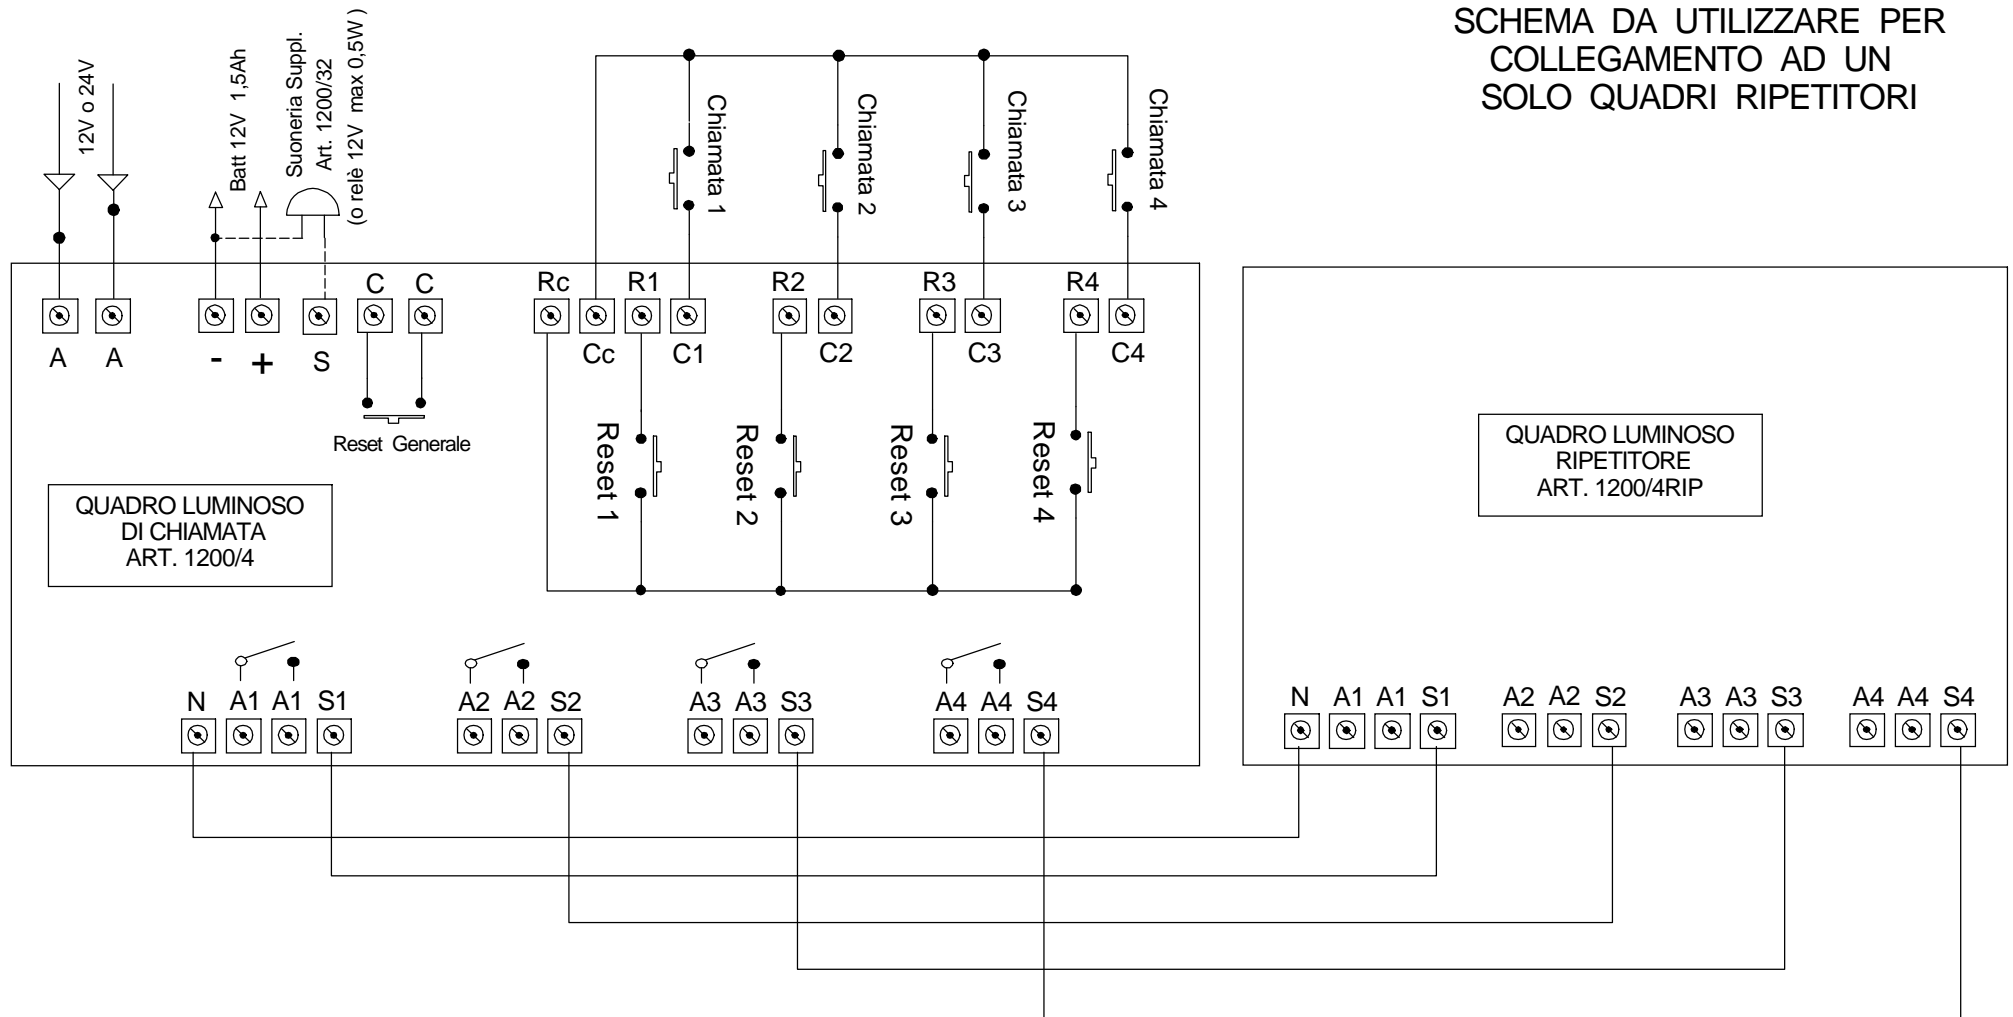 SCHEMA DA UTILIZZARE PER
COLLEGAMENTO AD UN
SOLO QUADRI RIPETITORI
12V o 24V
Batt 12V 1,5Ah
Suoneria Suppl.
Art. 1200/32
(o relè 12V max 0,5W )
Chiamata 1
Chiamata 2
Chiamata 3
Chiamata 4
C C Rc R1 R2 R3 R4
A A - + S Cc C1 C2 C3 C4
Reset Generale
Reset 1
Reset 2
Reset 3
Reset 4
QUADRO LUMINOSO
DI CHIAMATA
ART. 1200/4
QUADRO LUMINOSO
RIPETITORE
ART. 1200/4RIP
N A1 A1 S1 A2 A2 S2 A3 A3 S3 A4 A4 S4
N A1 A1 S1 A2 A2 S2 A3 A3 S3 A4 A4 S4